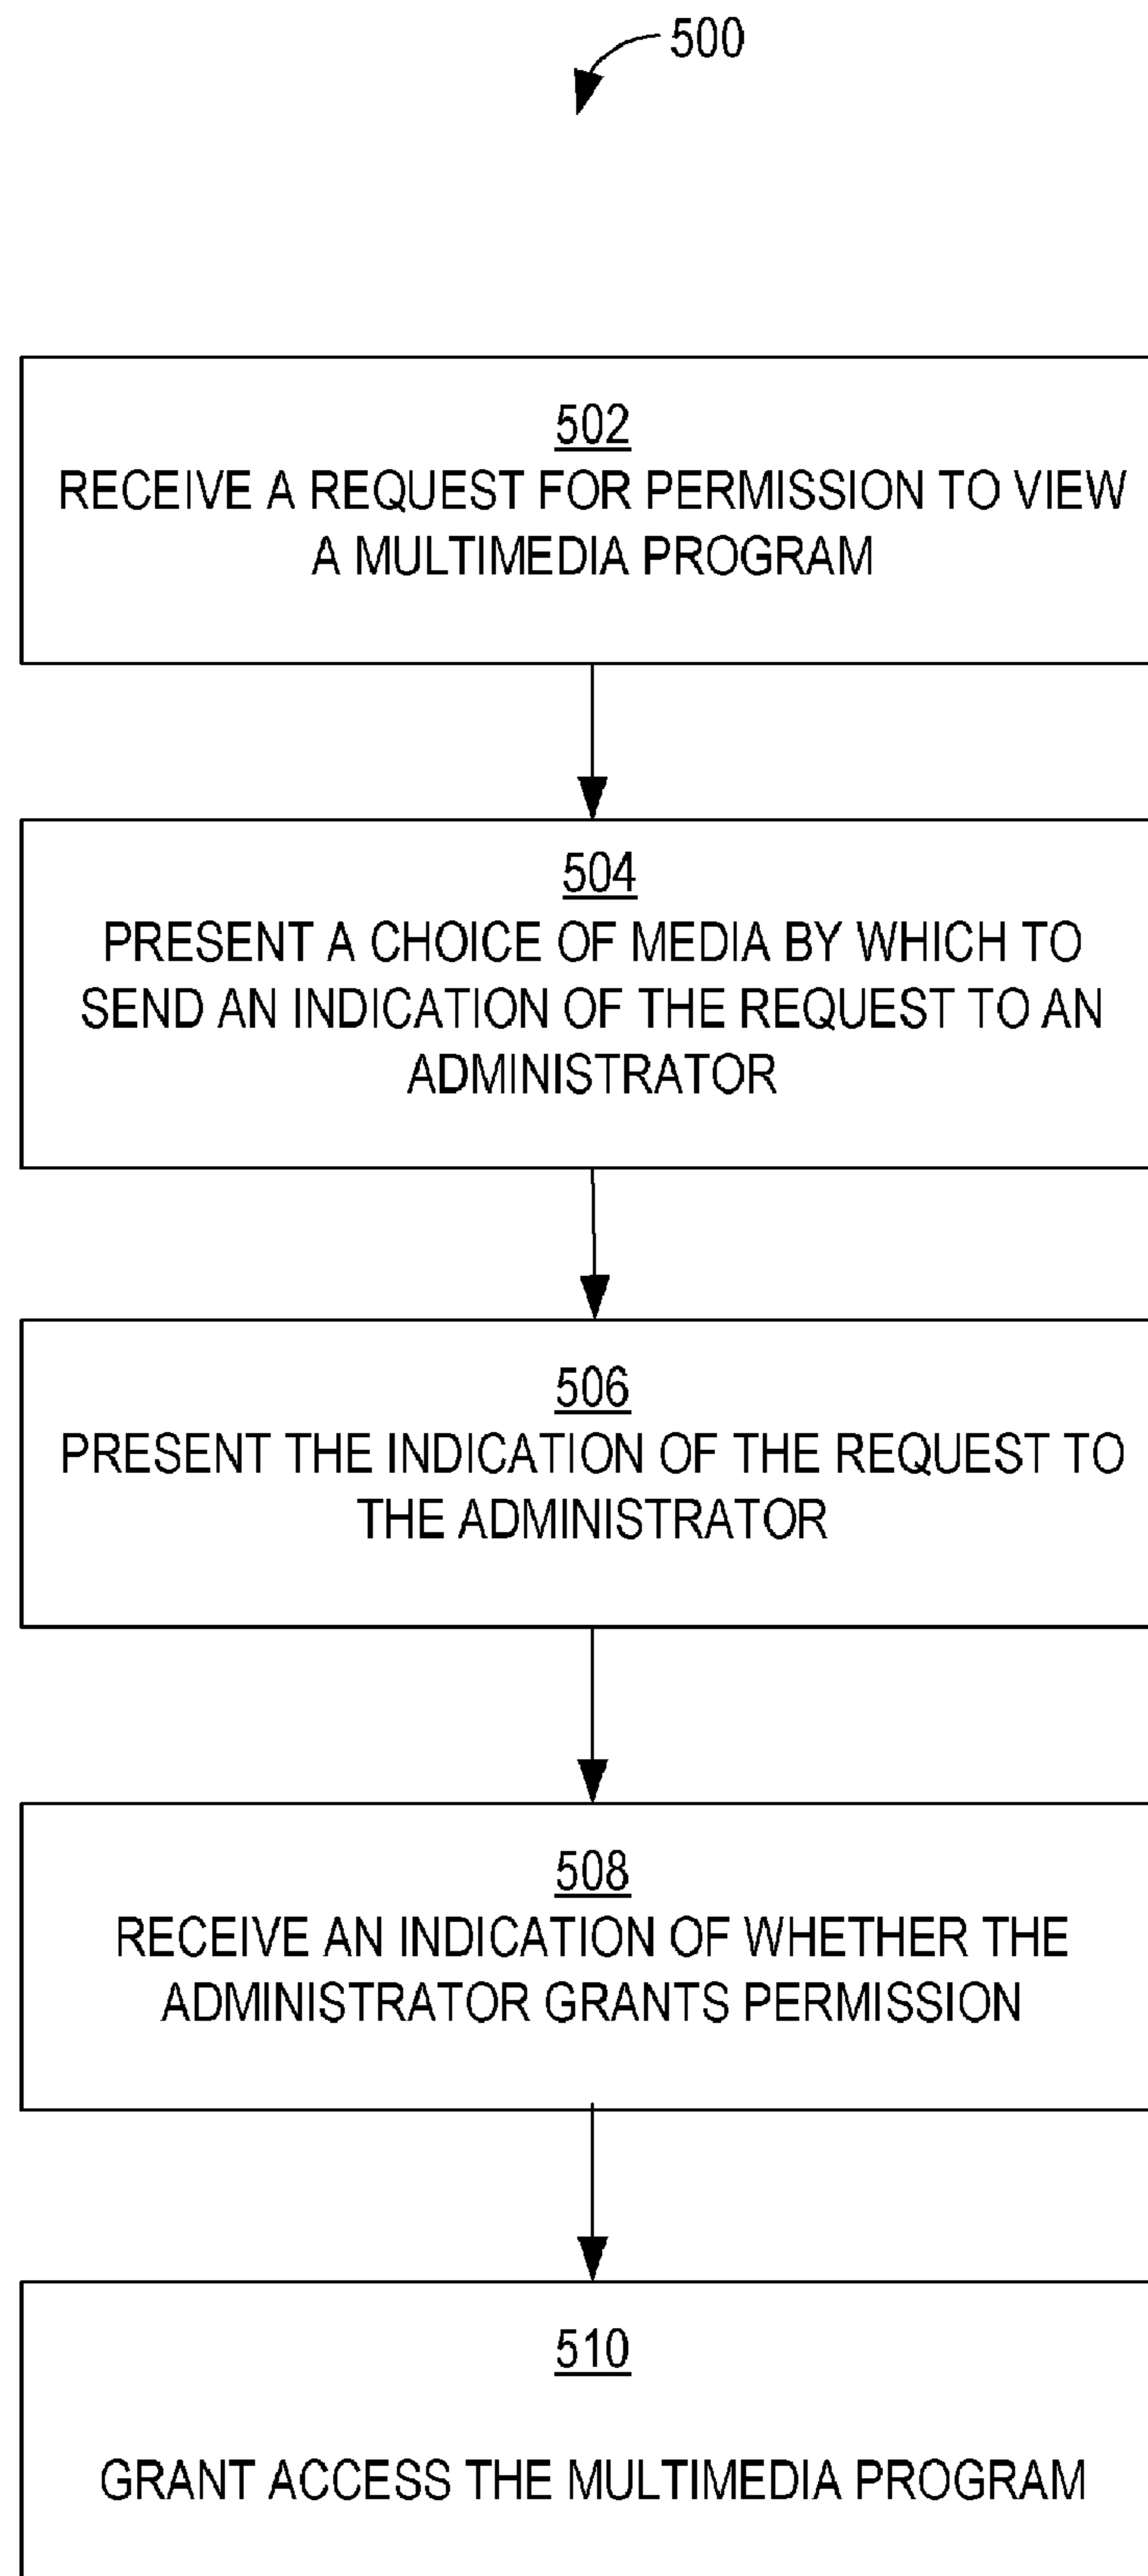 500
502
RECEIVE A REQUEST FOR PERMISSION TO VIEW
A MULTIMEDIA PROGRAM
504
PRESENT A CHOICE OF MEDIA BY WHICH TO
SEND AN INDICATION OF THE REQUEST TO AN
ADMINISTRATOR
506
PRESENT THE INDICATION OF THE REQUEST TO
THE ADMINISTRATOR
508
RECEIVE AN INDICATION OF WHETHER THE
ADMINISTRATOR GRANTS PERMISSION
510
GRANT ACCESS THE MULTIMEDIA PROGRAM